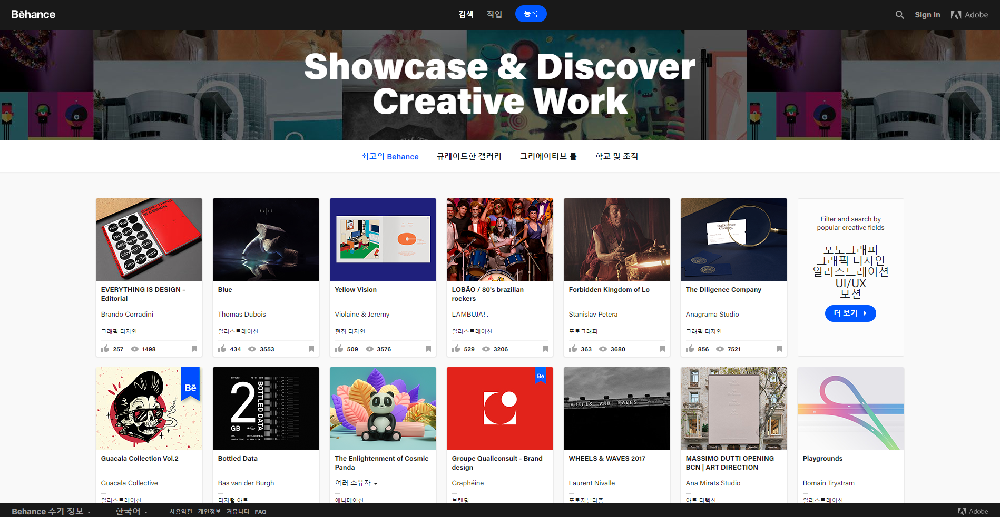 Bēhance
검색
직업
등록
Sign In
Adobe
Showcase & Discover
Creative Work
최고의 Behance
큐레이트한 갤러리
크리에이티브 툴
학교 및 조직
EVERYTHING IS DESIGN –
Editorial
Brando Corradini
그래픽 디자인
257
1498
Blue
Thomas Dubois
일러스트레이션
434
3553
Yellow Vision
Violaine & Jeremy
편집 디자인
509
3576
LOBÃO / 80's brazilian
rockers
LAMBUJA!.
일러스트레이션
529
3206
Forbidden Kingdom of Lo
Stanislav Petera
포토그래피
363
3680
The Diligence
Compny.
The Diligence Company
Anagrama Studio
그래픽 디자인
856
7521
Filter and search by
popular creative fields
포토그래피
그래픽 디자인
일러스트레이션
UI/UX
모션
더 보기
Bē
Guacala Collection Vol.2
Guacala Collective
일러스트레이션
BOTTLED
2
GB
BOTTLED DATA
Bottled Data
Bas van der Burgh
디지털 아트
The Enlightenment of Cosmic
Panda
여러 소유자
애니메이션
Bē
Groupe Qualiconsult - Brand
design
Graphéine
브랜딩
WHEELS AND WAVES
WHEELS & WAVES 2017
Laurent Nivalle
포토저널리즘
MASSIMO DUTTI OPENING
BCN | ART DIRECTION
Ana Mirats Studio
아트 디렉션
Playgrounds
Romain Trystram
일러스트레이션
Behance 추가 정보
한국어
사용약관
개인정보
커뮤니티
FAQ
Adobe